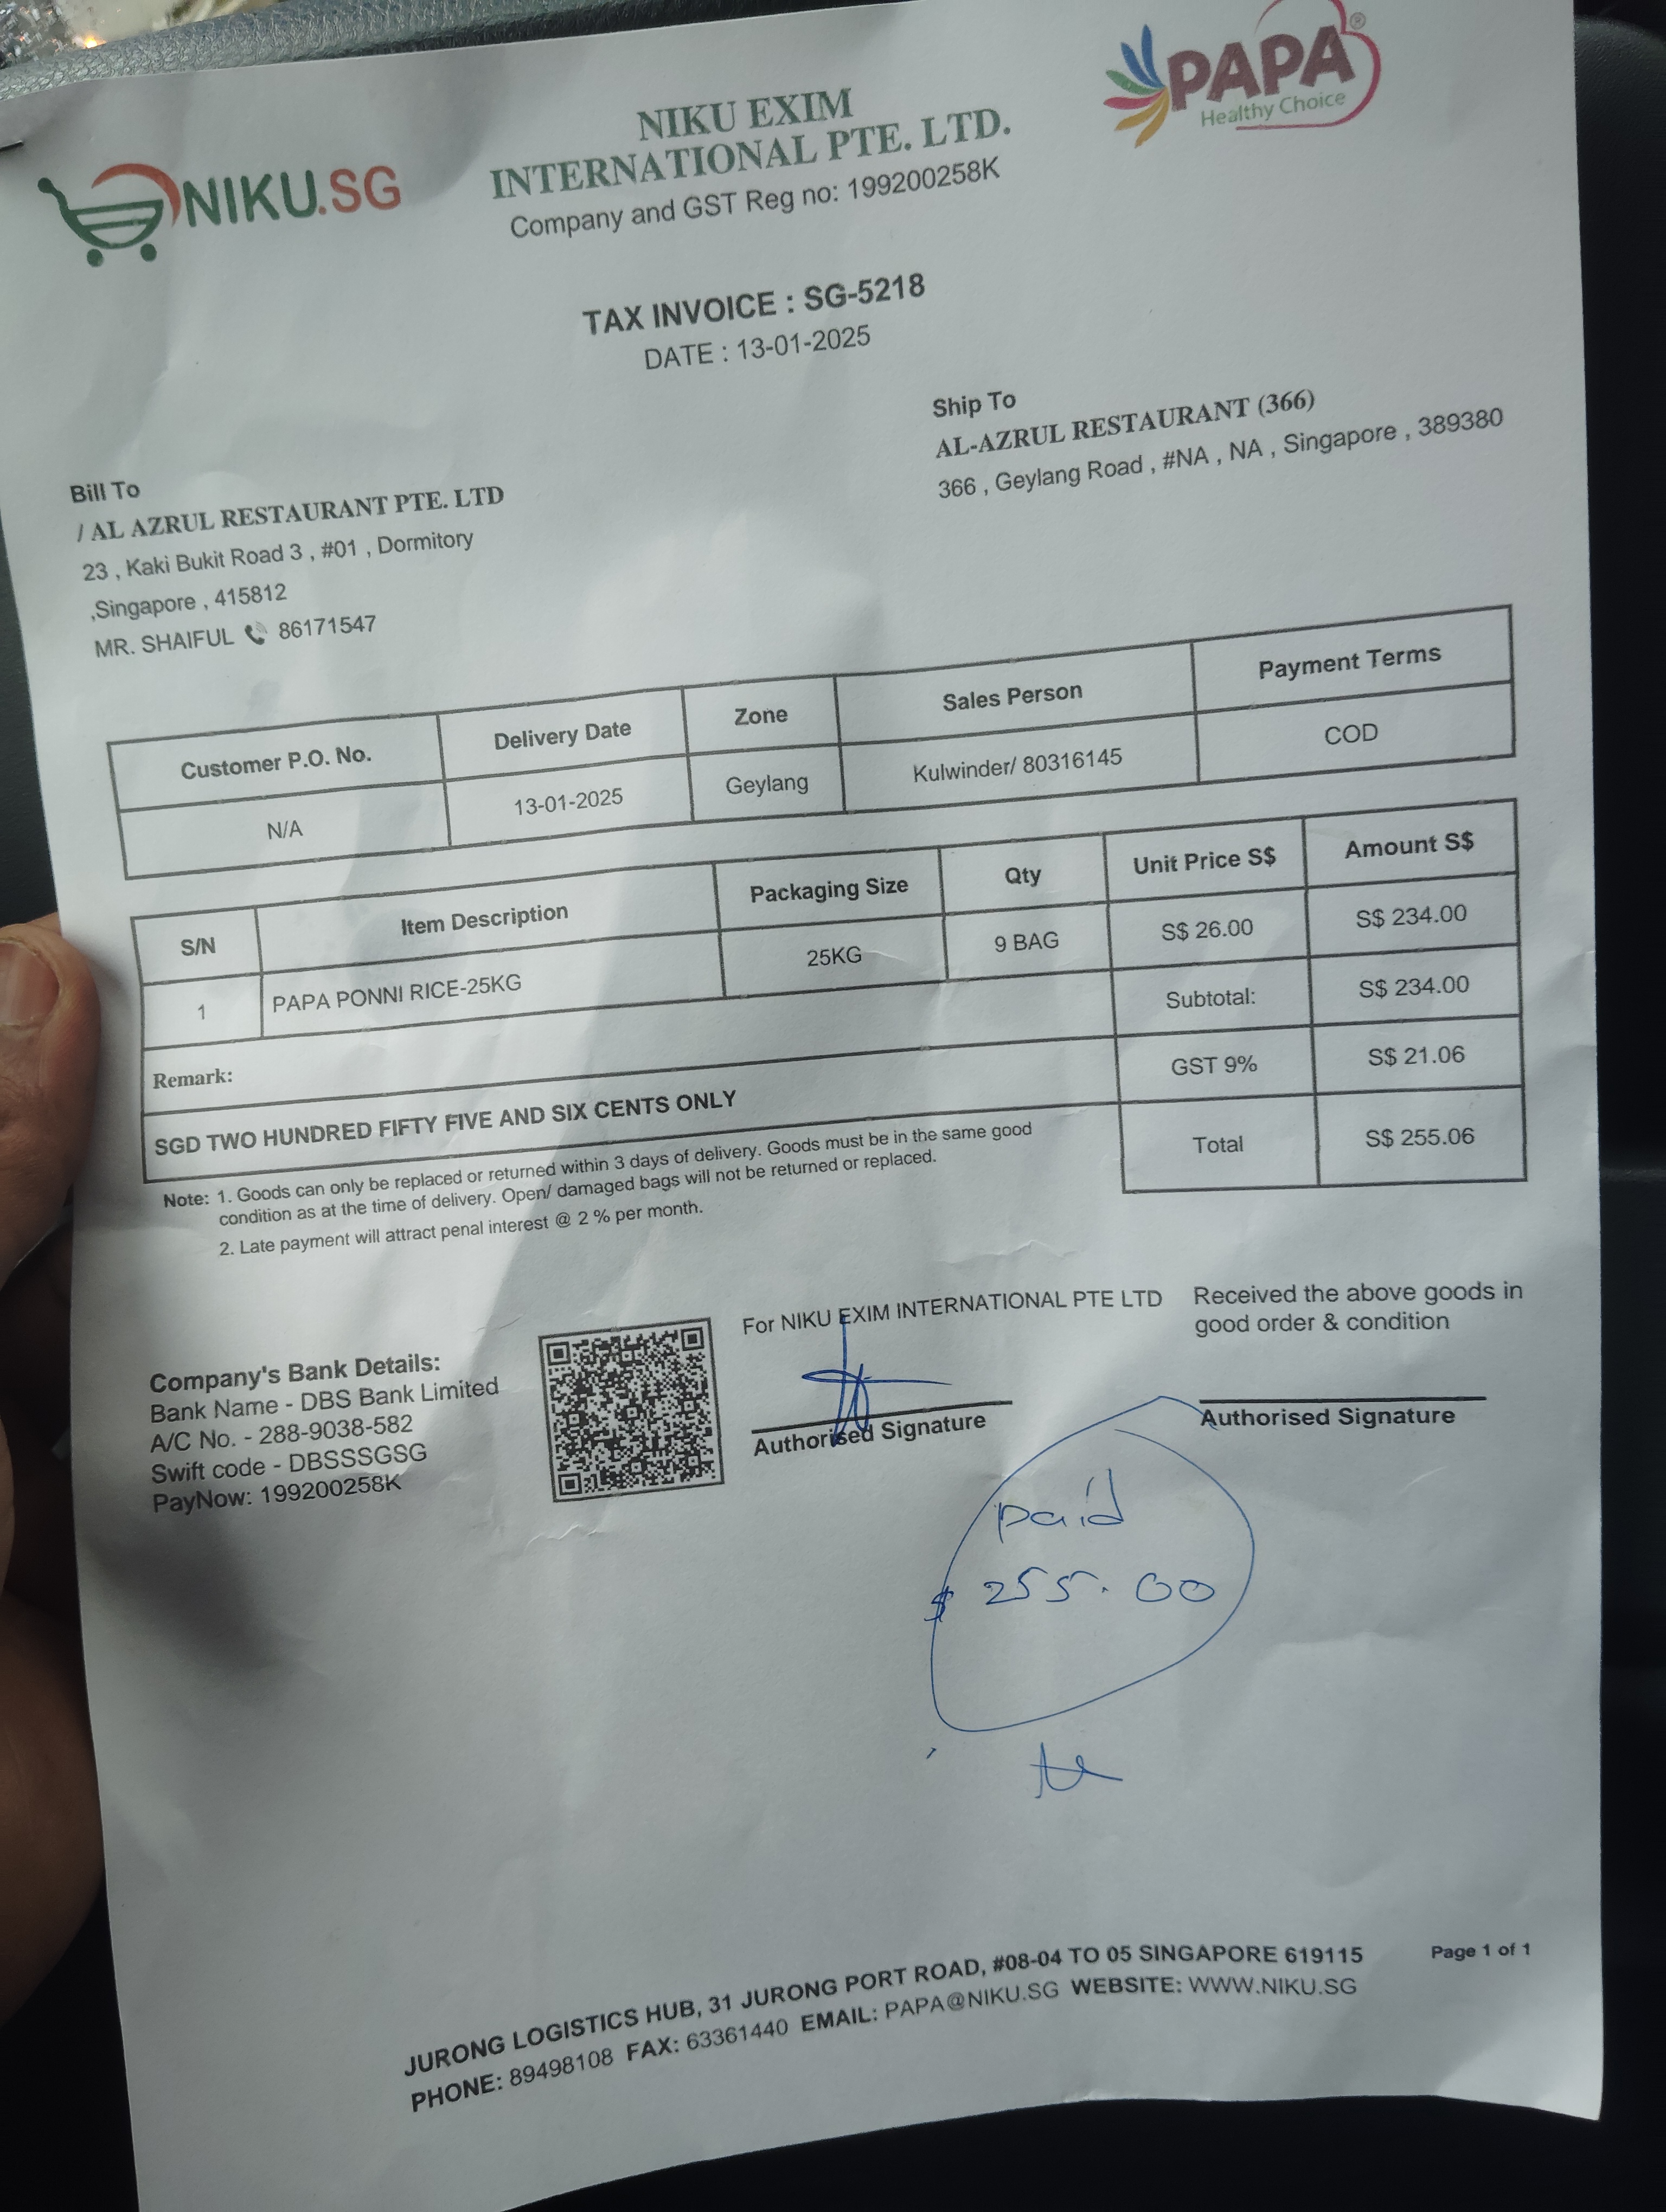 NIKU.SG
NIKU EXIM
INTERNATIONAL PTE. LTD.
Company and GST Reg no: 199200258K
PAPA®
Healthy Choice
TAX INVOICE : SG-5218
DATE : 13-01-2025
Bill To
/ AL AZRUL RESTAURANT PTE. LTD
23 , Kaki Bukit Road 3 , #01 , Dormitory
,Singapore , 415812
MR. SHAIFUL 86171547
Ship To
AL-AZRUL RESTAURANT (366)
366 , Geylang Road , #NA , NA , Singapore , 389380
Customer P.O. No. Delivery Date Zone Sales Person Payment Terms
N/A 13-01-2025 Geylang Kulwinder/ 80316145 COD
S/N Item Description Packaging Size Qty Unit Price S$ Amount S$
1 PAPA PONNI RICE-25KG 25KG 9 BAG S$ 26.00 S$ 234.00
Remark:
Subtotal: S$ 234.00
GST 9% S$ 21.06
SGD TWO HUNDRED FIFTY FIVE AND SIX CENTS ONLY
Total S$ 255.06
Note: 1. Goods can only be replaced or returned within 3 days of delivery. Goods must be in the same good
condition as at the time of delivery. Open/ damaged bags will not be returned or replaced.
2. Late payment will attract penal interest @ 2 % per month.
Company's Bank Details:
Bank Name - DBS Bank Limited
A/C No. - 288-9038-582
Swift code - DBSSSGSG
PayNow: 199200258K
For NIKU EXIM INTERNATIONAL PTE LTD
Authorised Signature
Received the above goods in
good order & condition
Authorised Signature
paid
$ 255.00
JURONG LOGISTICS HUB, 31 JURONG PORT ROAD, #08-04 TO 05 SINGAPORE 619115
PHONE: 89498108 FAX: 63361440 EMAIL: PAPA@NIKU.SG WEBSITE: WWW.NIKU.SG
Page 1 of 1